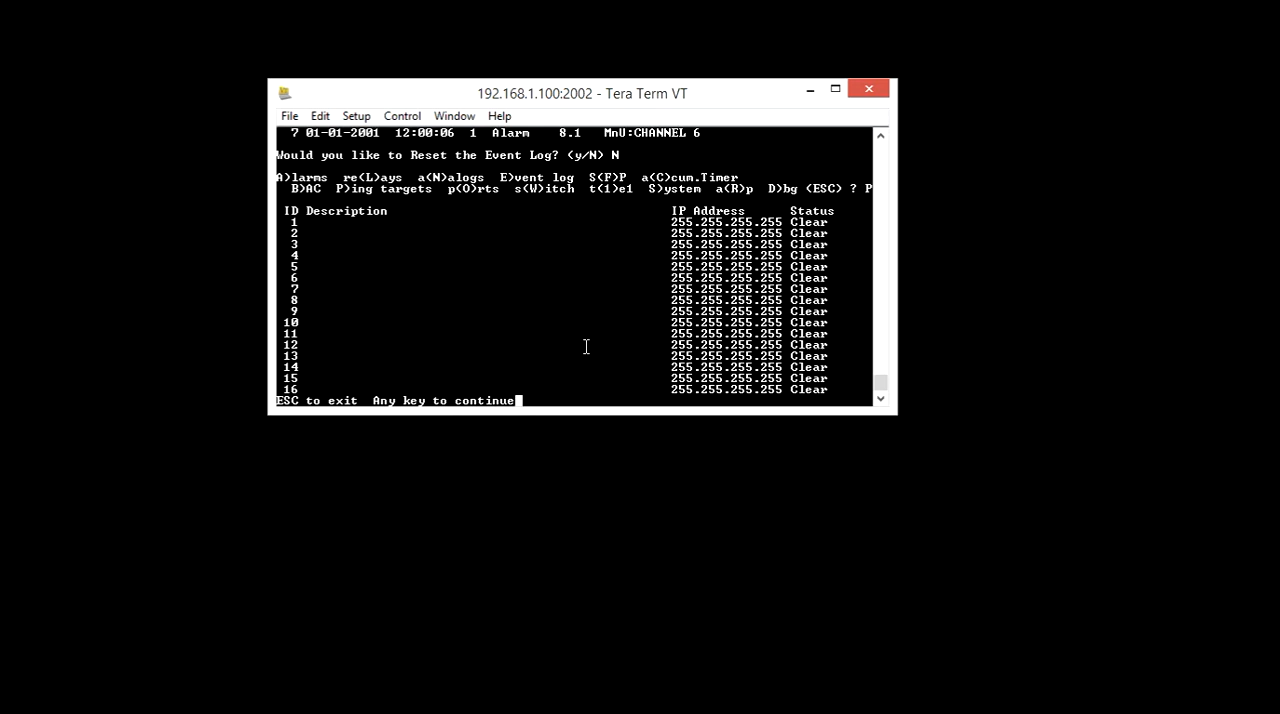 192.168.1.100:2002 - Tera Term VT
File Edit Setup Control Window Help
7 01-01-2001 12:00:06 1 Alarm 8.1 MnU:CHANNEL 6
Would you like to Reset the Event Log? (y/N) N
A)larms re(L)ays a(N)alogs E)vent log S(F)P a(C)cum.Timer
B)AC P)ing targets p(O)rts s(W)itch t(1)e1 S)ystem a(R)p D)bg (ESC) ? P
ID Description IP Address Status
1 255.255.255.255 Clear
2 255.255.255.255 Clear
3 255.255.255.255 Clear
4 255.255.255.255 Clear
5 255.255.255.255 Clear
6 255.255.255.255 Clear
7 255.255.255.255 Clear
8 255.255.255.255 Clear
9 255.255.255.255 Clear
10 255.255.255.255 Clear
11 255.255.255.255 Clear
12 255.255.255.255 Clear
13 255.255.255.255 Clear
14 255.255.255.255 Clear
15 255.255.255.255 Clear
16 255.255.255.255 Clear
ESC to exit Any key to continue